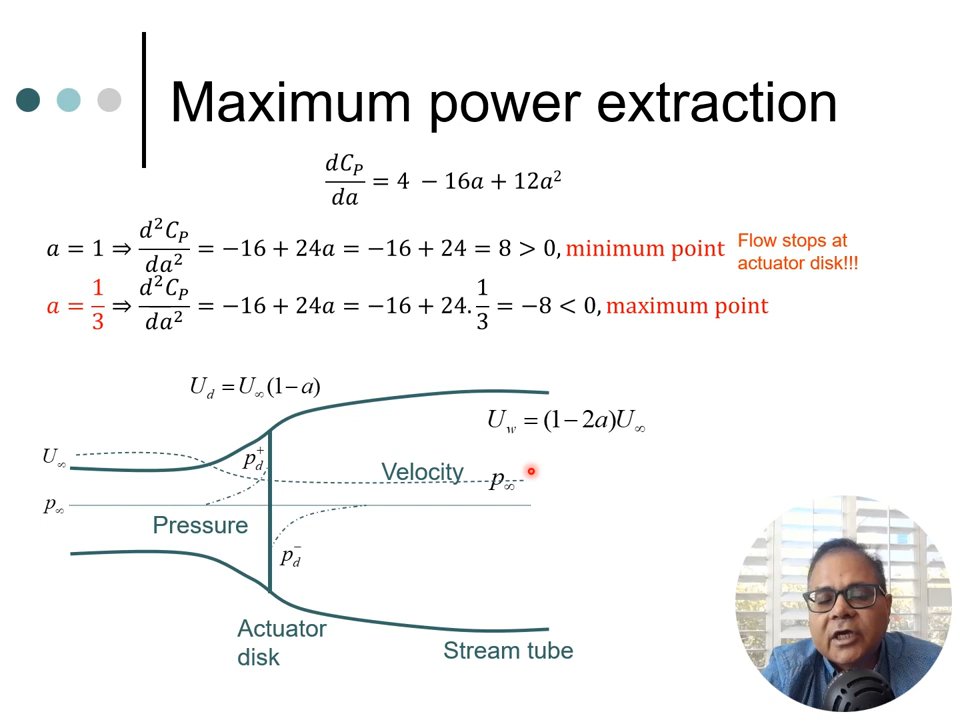 Maximum power extraction
dC_P/da = 4 − 16a + 12a²
a = 1 ⇒ d²C_P/da² = −16 + 24a = −16 + 24 = 8 > 0, minimum point
Flow stops at
actuator disk!!!
a = 1/3 ⇒ d²C_P/da² = −16 + 24a = −16 + 24.1/3 = −8 < 0, maximum point
U_d = U_∞(1 − a)
U_w = (1 − 2a)U_∞
U_∞
p_d⁺
Velocity
p_∞
p_∞
Pressure
p_d⁻
Actuator
disk
Stream tube